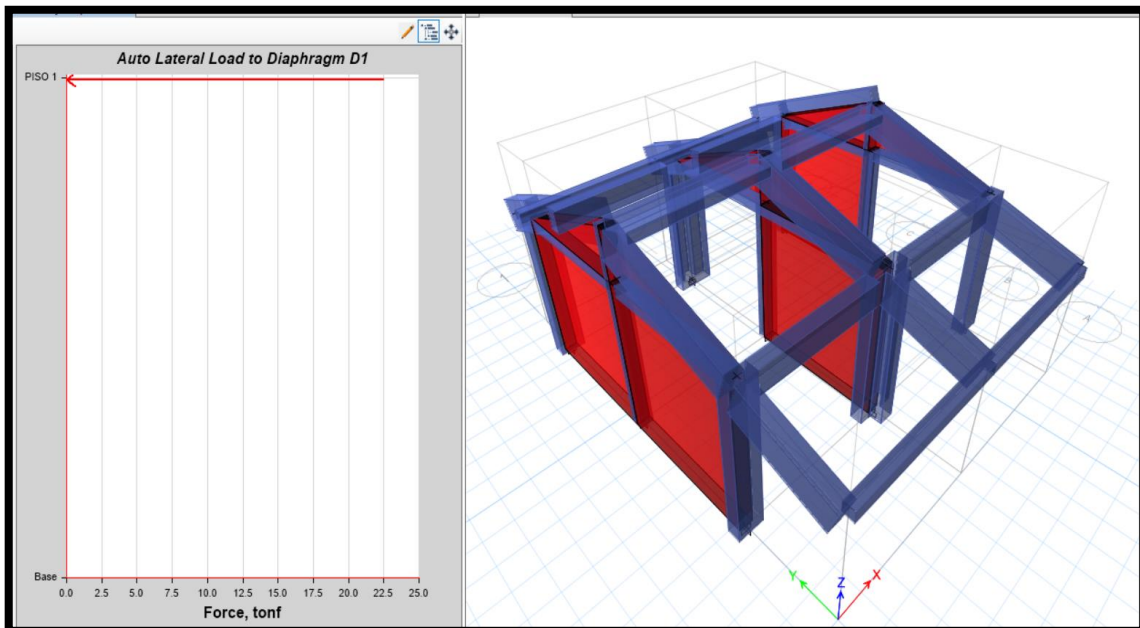 Auto Lateral Load to Diaphragm D1
PISO 1
Base
0.0 2.5 5.0 7.5 10.0 12.5 15.0 17.5 20.0 22.5 25.0
Force, tonf
Y
Z
X
C
B
A